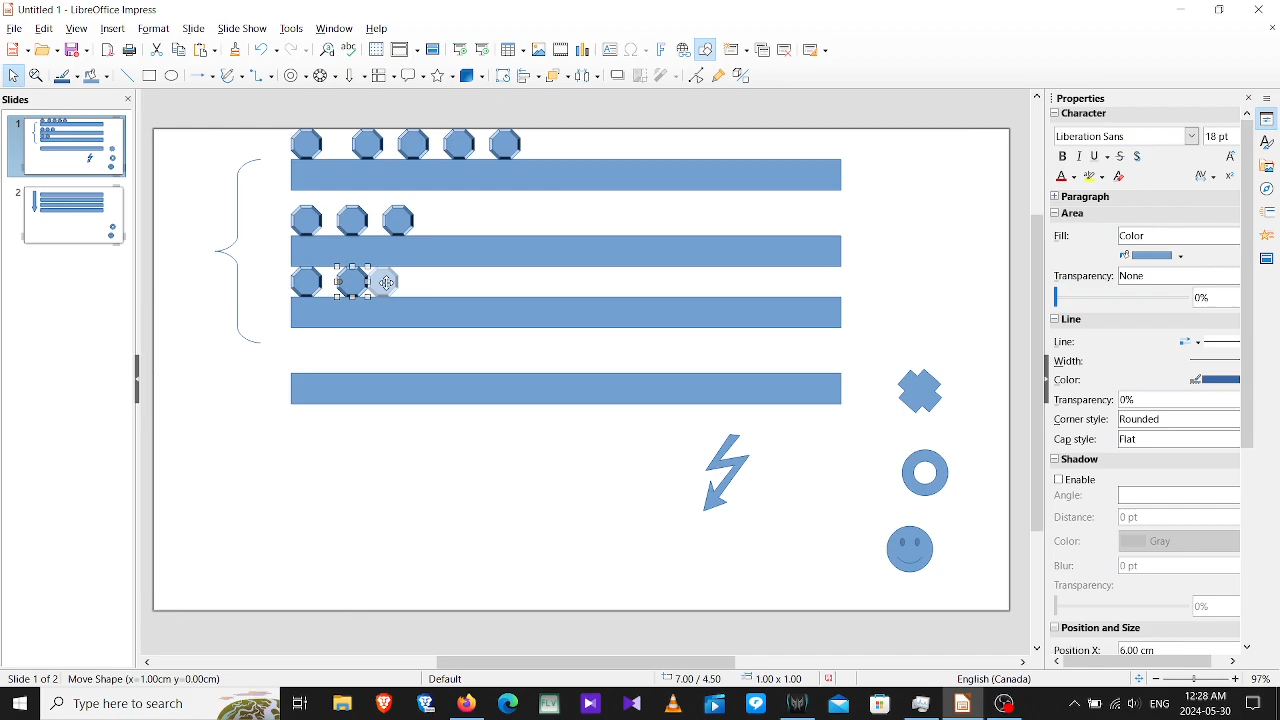 Untitled 1 - LibreOffice Impress
File Edit View Insert Format Slide Slide Show Tools Window Help
Slides
1
2
Properties
Character
Liberation Sans 18 pt
Paragraph
Area
Fill: Color
Transparency: None
0%
Line
Line:
Width:
Color:
Transparency: 0%
Corner style: Rounded
Cap style: Flat
Shadow
Enable
Angle:
Distance: 0 pt
Color: Gray
Blur: 0 pt
Transparency:
0%
Position and Size
Position X: 6.00 cm
Slide 1 of 2 Move Shape (x=1.00cm y=0.00cm) Default 7.00 / 4.50 1.00 x 1.00 English (Canada) 97%
Type here to search
12:28 AM
2024-05-30